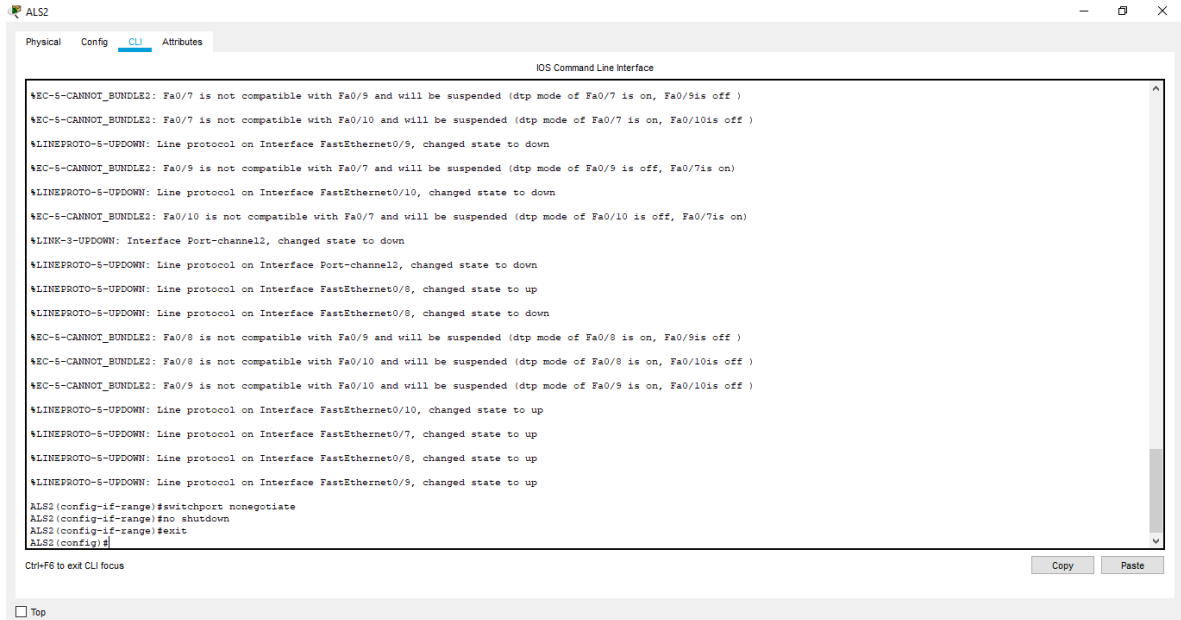 ALS2
Physical Config CLI Attributes
IOS Command Line Interface
%EC-5-CANNOT_BUNDLE2: Fa0/7 is not compatible with Fa0/9 and will be suspended (dtp mode of Fa0/7 is on, Fa0/9is off )
%EC-5-CANNOT_BUNDLE2: Fa0/7 is not compatible with Fa0/10 and will be suspended (dtp mode of Fa0/7 is on, Fa0/10is off )
%LINEPROTO-5-UPDOWN: Line protocol on Interface FastEthernet0/9, changed state to down
%EC-5-CANNOT_BUNDLE2: Fa0/9 is not compatible with Fa0/7 and will be suspended (dtp mode of Fa0/9 is off, Fa0/7is on)
%LINEPROTO-5-UPDOWN: Line protocol on Interface FastEthernet0/10, changed state to down
%EC-5-CANNOT_BUNDLE2: Fa0/10 is not compatible with Fa0/7 and will be suspended (dtp mode of Fa0/10 is off, Fa0/7is on)
%LINK-3-UPDOWN: Interface Port-channel2, changed state to down
%LINEPROTO-5-UPDOWN: Line protocol on Interface Port-channel2, changed state to down
%LINEPROTO-5-UPDOWN: Line protocol on Interface FastEthernet0/8, changed state to up
%LINEPROTO-5-UPDOWN: Line protocol on Interface FastEthernet0/8, changed state to down
%EC-5-CANNOT_BUNDLE2: Fa0/8 is not compatible with Fa0/9 and will be suspended (dtp mode of Fa0/8 is on, Fa0/9is off )
%EC-5-CANNOT_BUNDLE2: Fa0/8 is not compatible with Fa0/10 and will be suspended (dtp mode of Fa0/8 is on, Fa0/10is off )
%EC-5-CANNOT_BUNDLE2: Fa0/9 is not compatible with Fa0/10 and will be suspended (dtp mode of Fa0/9 is on, Fa0/10is off )
%LINEPROTO-5-UPDOWN: Line protocol on Interface FastEthernet0/10, changed state to up
%LINEPROTO-5-UPDOWN: Line protocol on Interface FastEthernet0/7, changed state to up
%LINEPROTO-5-UPDOWN: Line protocol on Interface FastEthernet0/8, changed state to up
%LINEPROTO-5-UPDOWN: Line protocol on Interface FastEthernet0/9, changed state to up
ALS2(config-if-range)#switchport nonegotiate
ALS2(config-if-range)#no shutdown
ALS2(config-if-range)#exit
ALS2(config)#
Ctrl+F6 to exit CLI focus
Copy Paste
Top